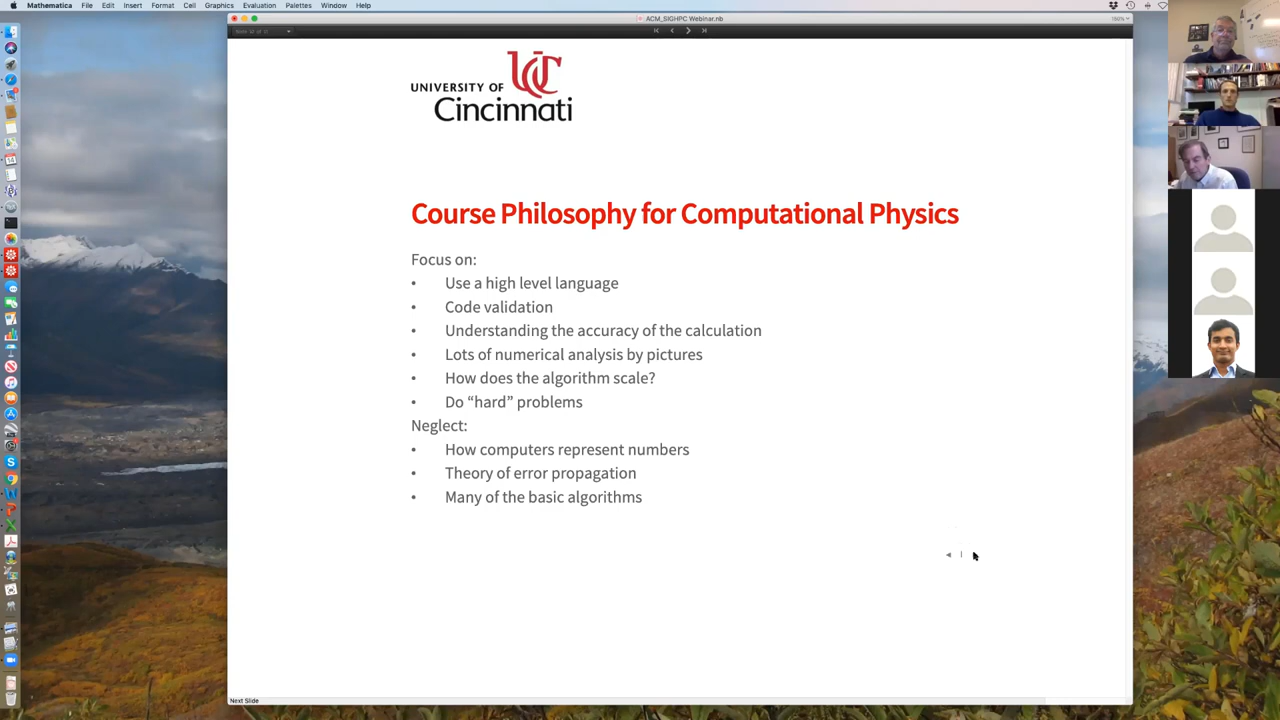 Mathematica File Edit Insert Format Cell Graphics Evaluation Palettes Window Help
ACM_SIGHPC Webinar.nb
150%
UNIVERSITY OF
Cincinnati
Course Philosophy for Computational Physics
Focus on:
• Use a high level language
• Code validation
• Understanding the accuracy of the calculation
• Lots of numerical analysis by pictures
• How does the algorithm scale?
• Do “hard” problems
Neglect:
• How computers represent numbers
• Theory of error propagation
• Many of the basic algorithms
Next Slide